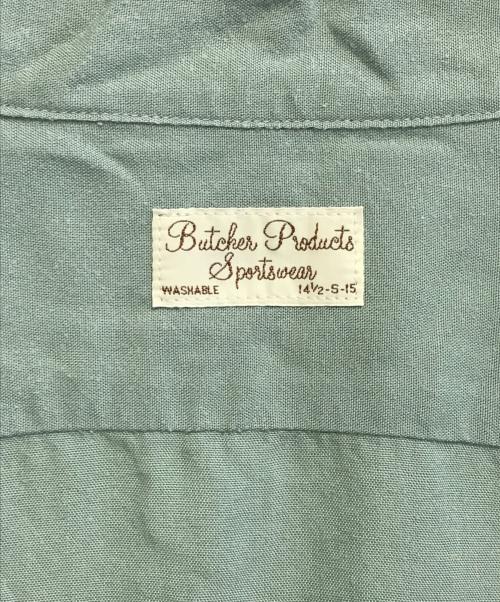 Butcher Products
Sportswear
WASHABLE 14½-S-15